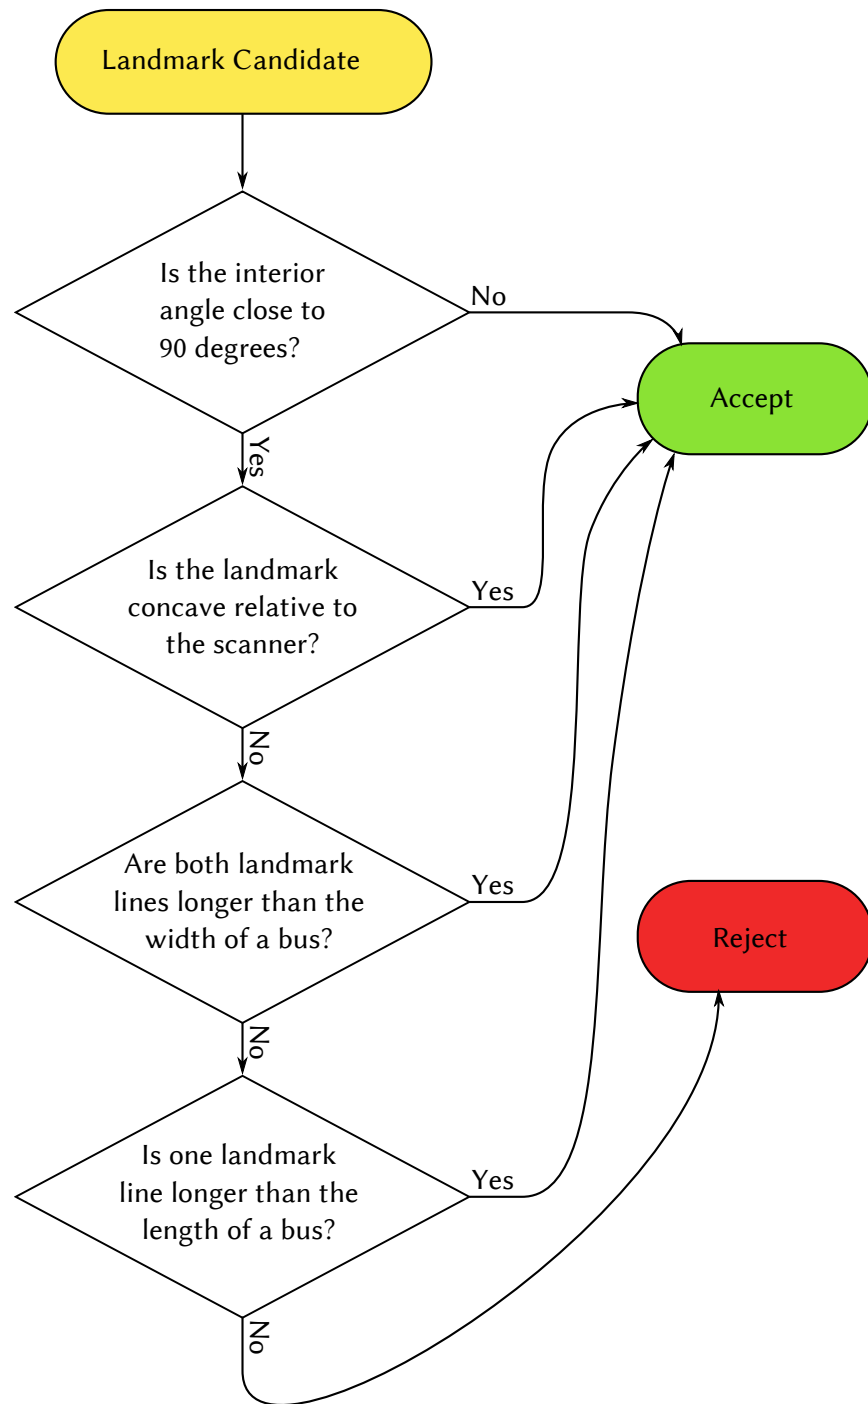 Landmark Candidate
Is the interior
angle close to
90 degrees?
No
Accept
Yes
Is the landmark
concave relative to
the scanner?
Yes
No
Are both landmark
lines longer than the
width of a bus?
Yes
Reject
No
Is one landmark
line longer than the
length of a bus?
Yes
No